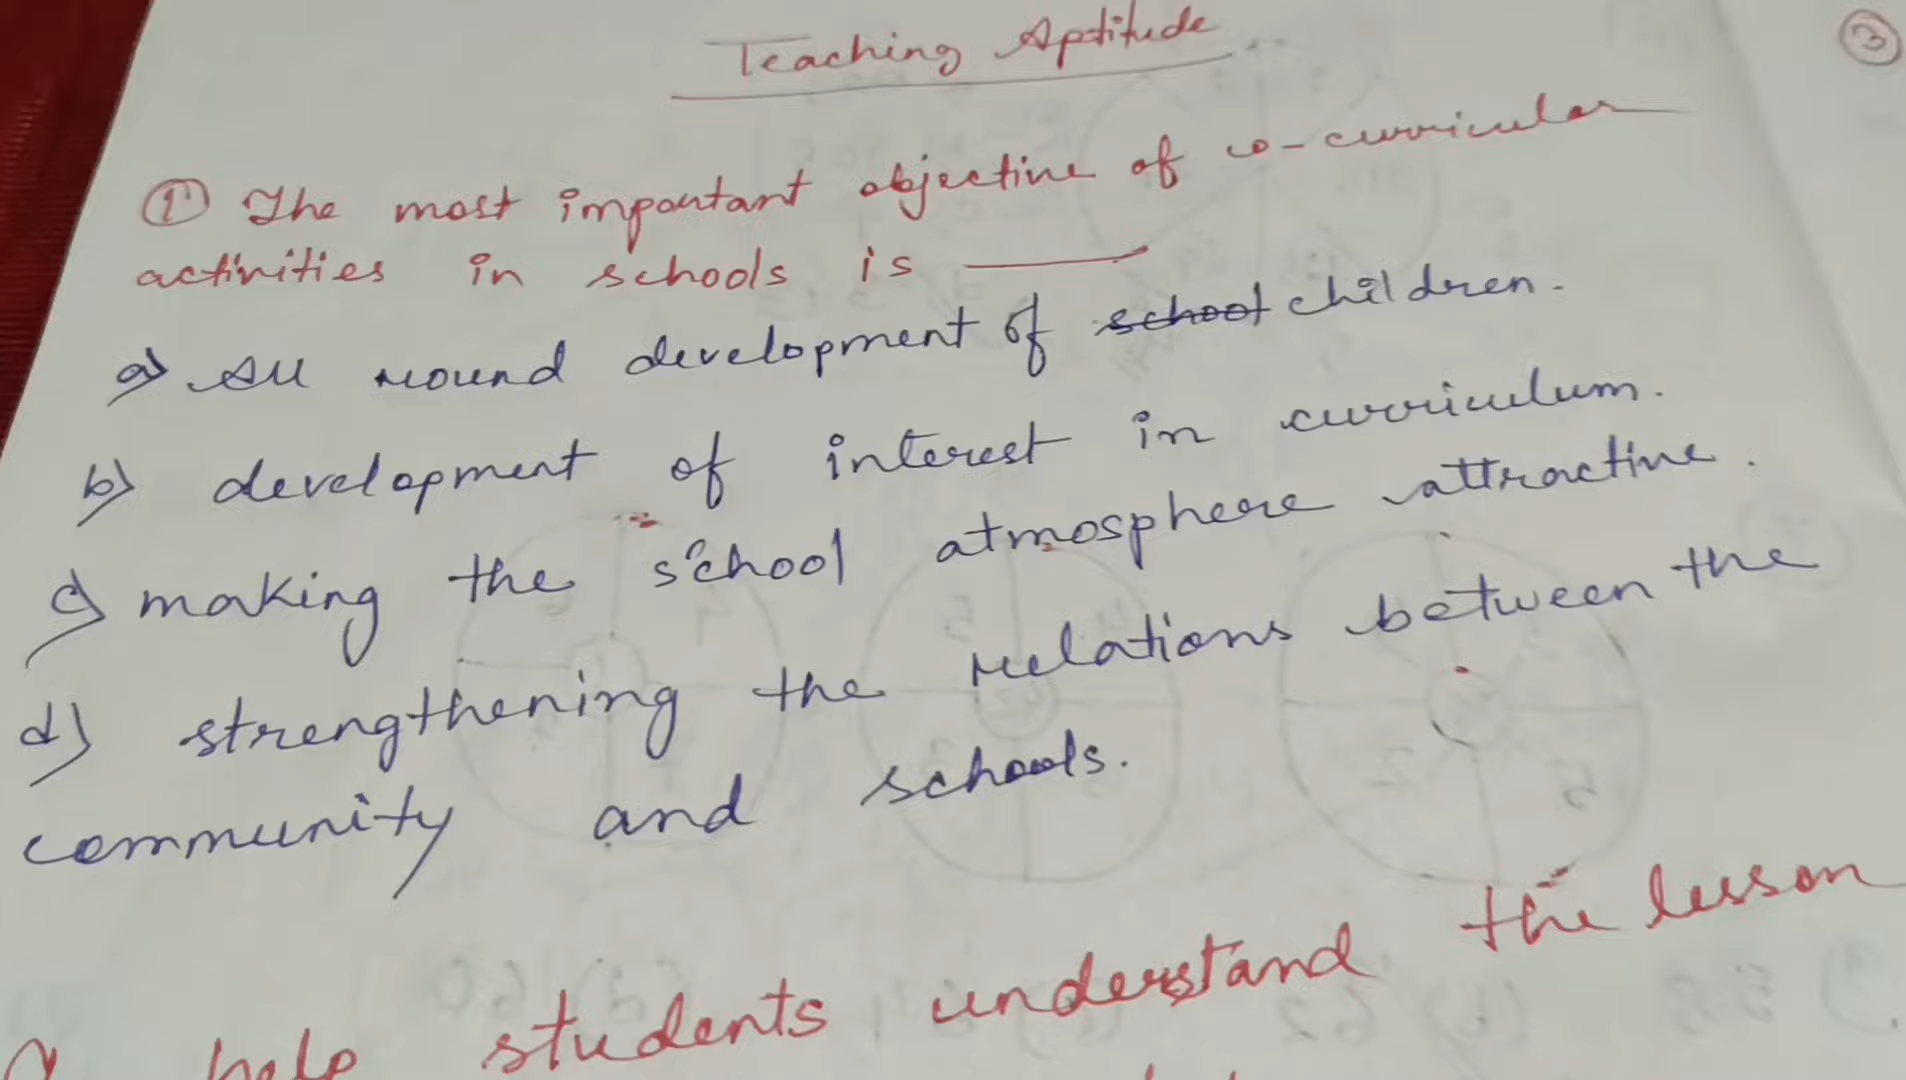 Teaching Aptitude
3
① The most important objective of co-curricular
activities in schools is ———
a) All round development of school children.
b) development of interest in curriculum.
c) making the school atmosphere attractive.
d) strengthening the relations between the
community and schools.
help students understand the lesson